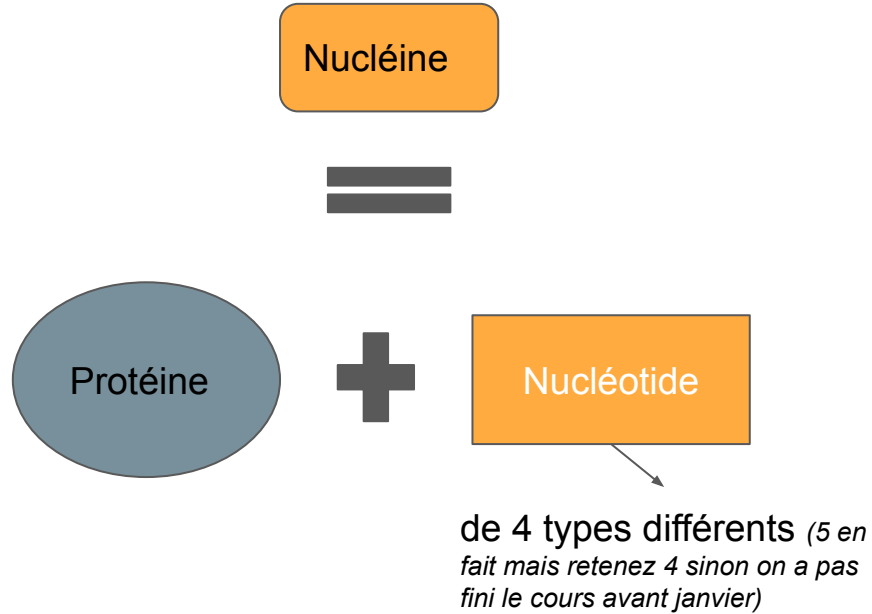 Nucléine
Protéine
Nucléotide
de 4 types différents (5 en
fait mais retenez 4 sinon on a pas
fini le cours avant janvier)